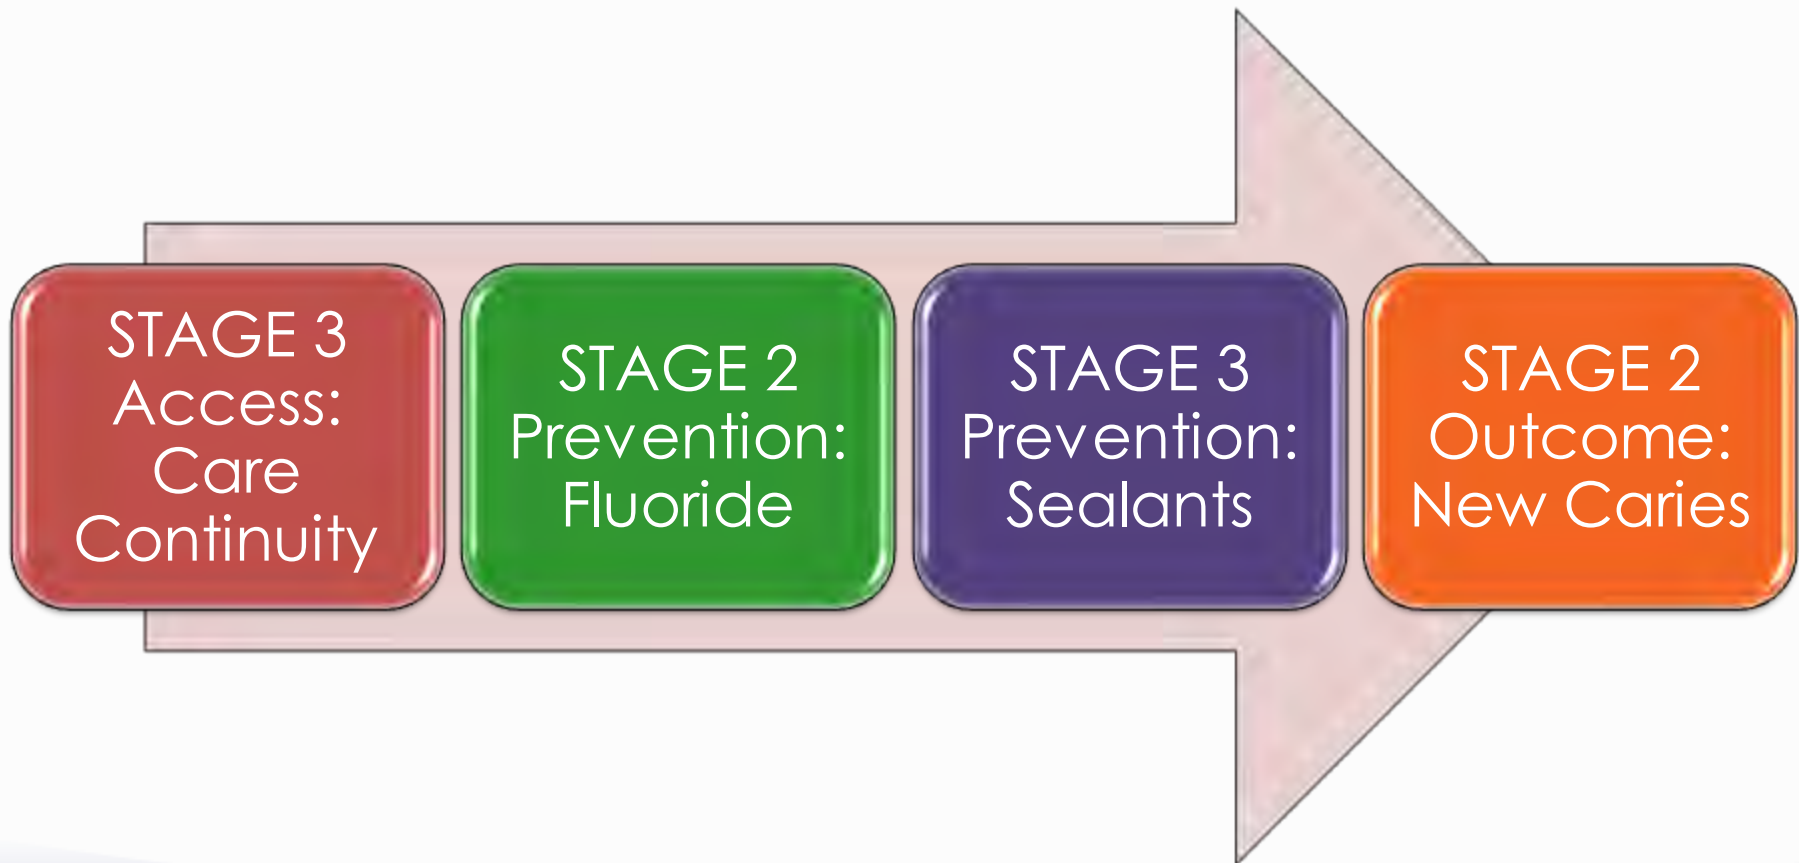 STAGE 3
Access:
Care
Continuity
STAGE 2
Prevention:
Fluoride
STAGE 3
Prevention:
Sealants
STAGE 2
Outcome:
New Caries